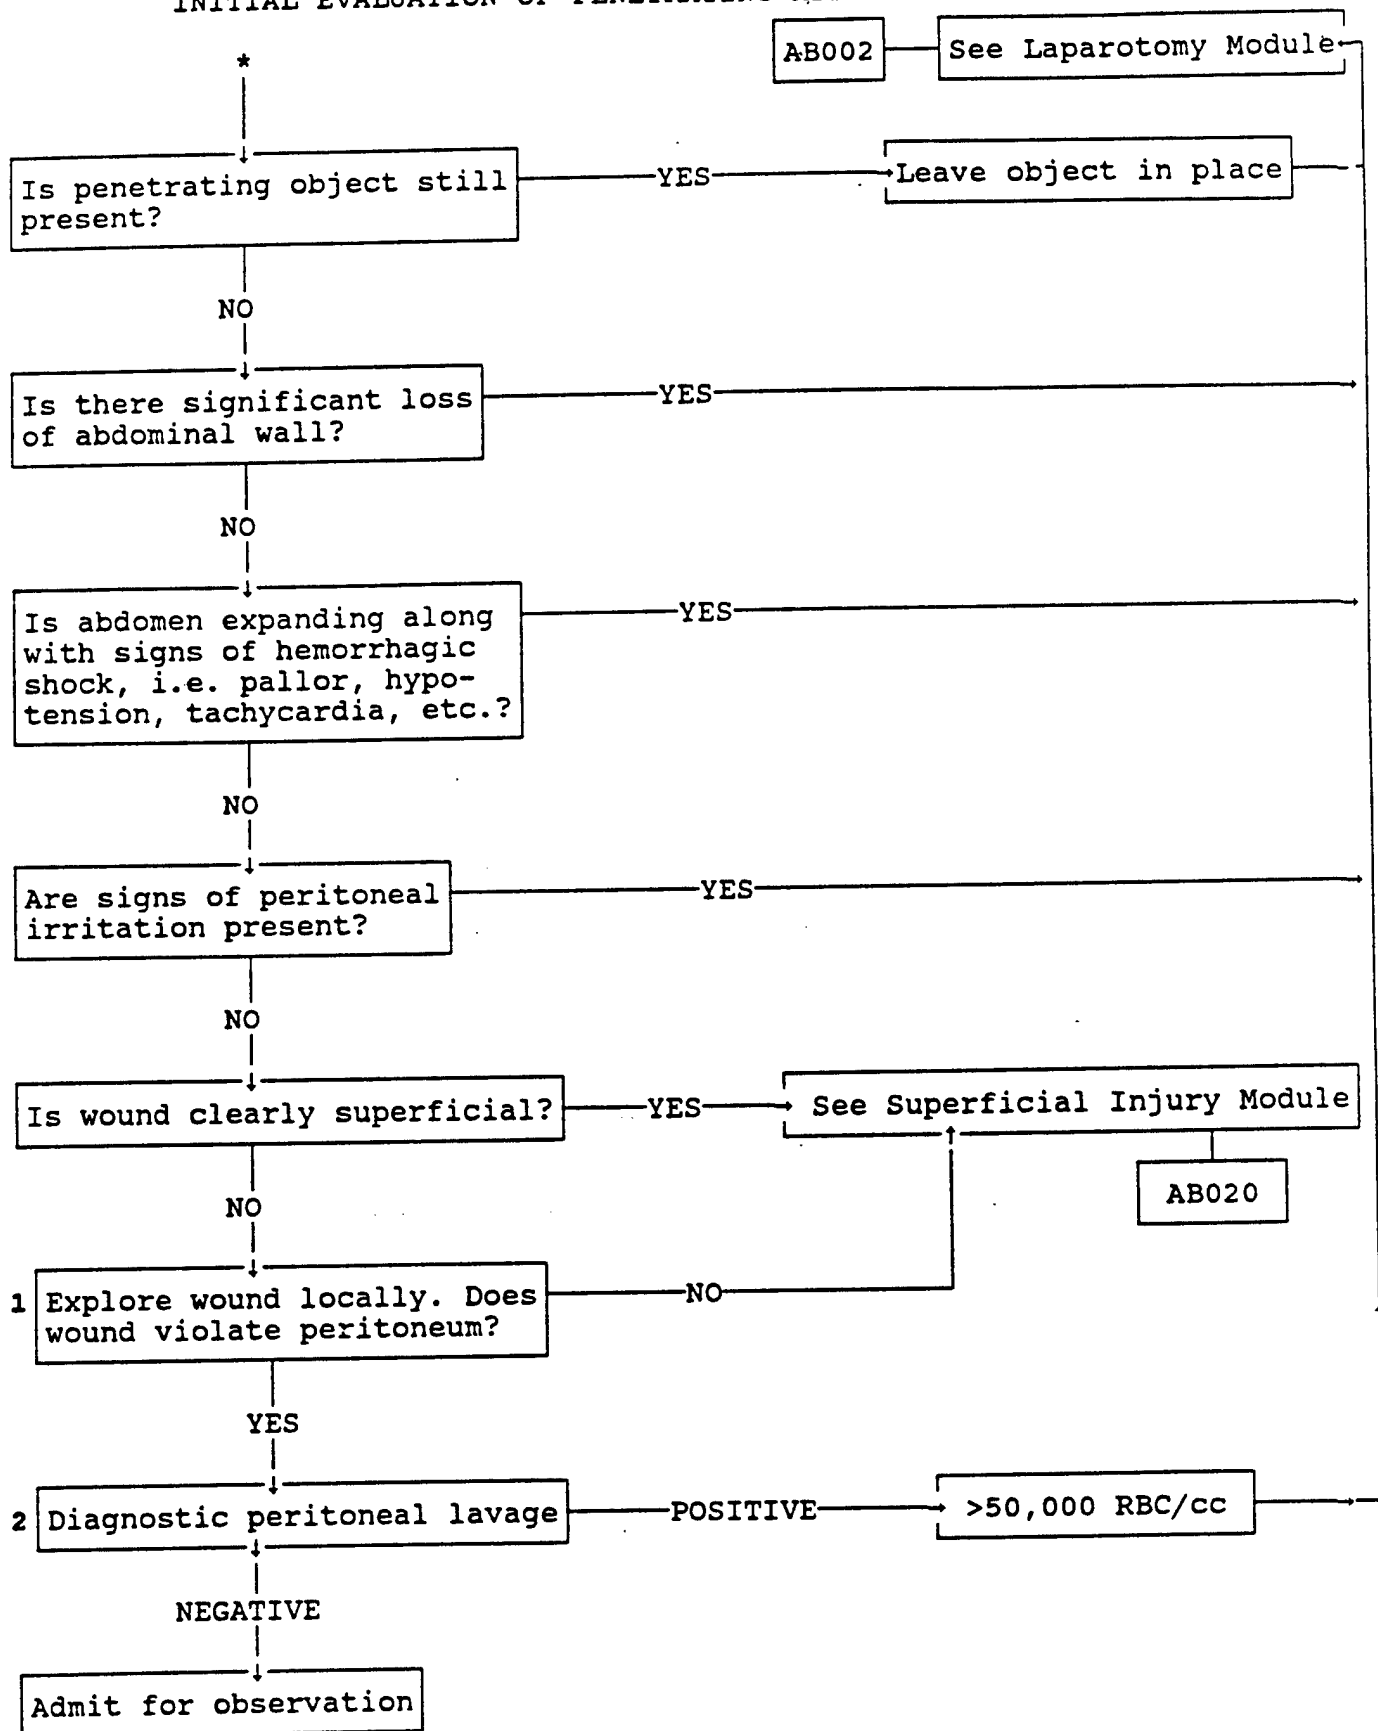 INITIAL EVALUATION OF PENETRATING
AB002
See Laparotomy Module
*
Is penetrating object still
present?
YES
Leave object in place
NO
Is there significant loss
of abdominal wall?
YES
NO
Is abdomen expanding along
with signs of hemorrhagic
shock, i.e. pallor, hypo-
tension, tachycardia, etc.?
YES
NO
Are signs of peritoneal
irritation present?
YES
NO
Is wound clearly superficial?
YES
See Superficial Injury Module
AB020
NO
1
Explore wound locally. Does
wound violate peritoneum?
NO
YES
2
Diagnostic peritoneal lavage
POSITIVE
>50,000 RBC/cc
NEGATIVE
Admit for observation